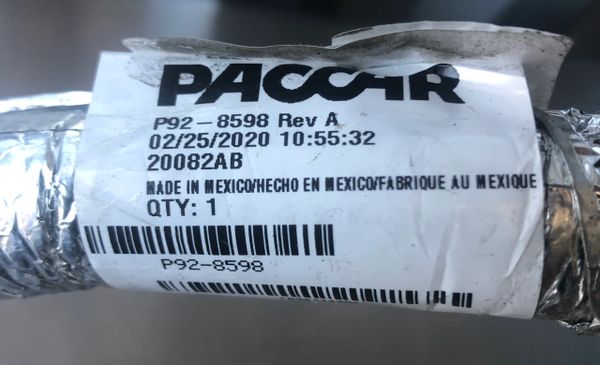 PACCAR
P92-8598 Rev A
02/25/2020 10:55:32
20082AB
MADE IN MEXICO/HECHO EN MEXICO/FABRIQUE AU MEXIQUE
QTY: 1
P92-8598